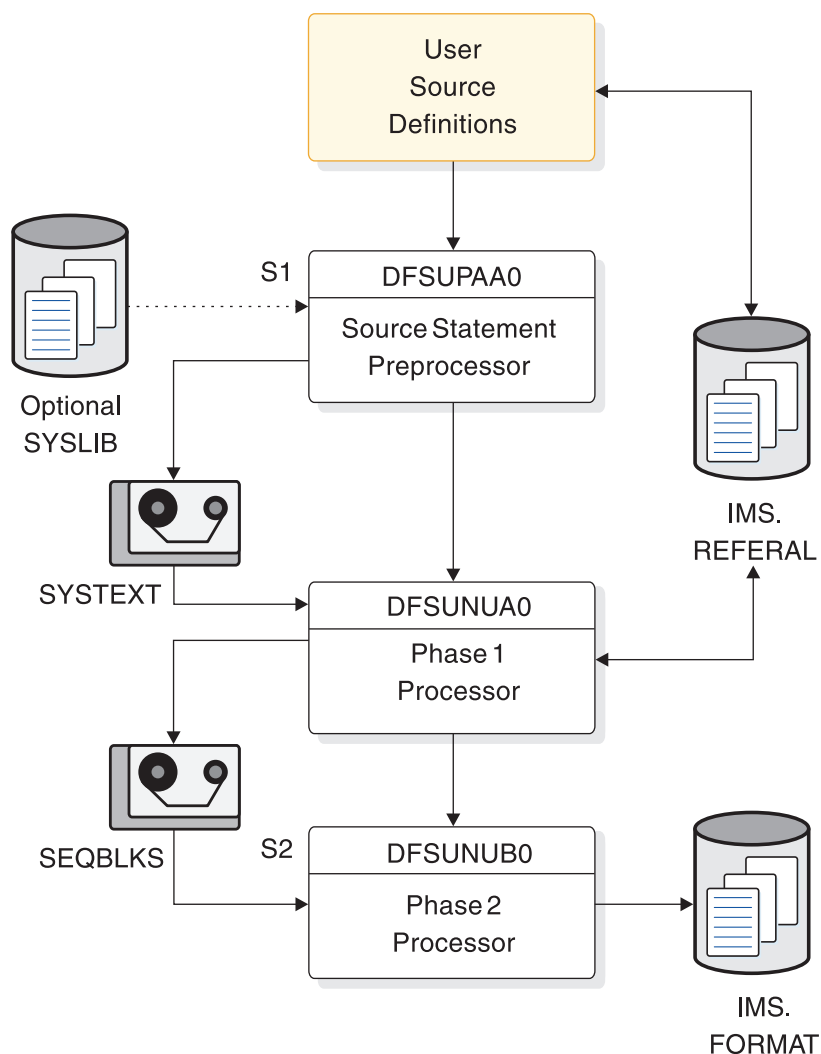 User
Source
Definitions
S1
DFSUPAA0
Source Statement
Preprocessor
Optional
SYSLIB
IMS.
REFERAL
SYSTEXT
DFSUNUA0
Phase 1
Processor
SEQBLKS
S2
DFSUNUB0
Phase 2
Processor
IMS.
FORMAT